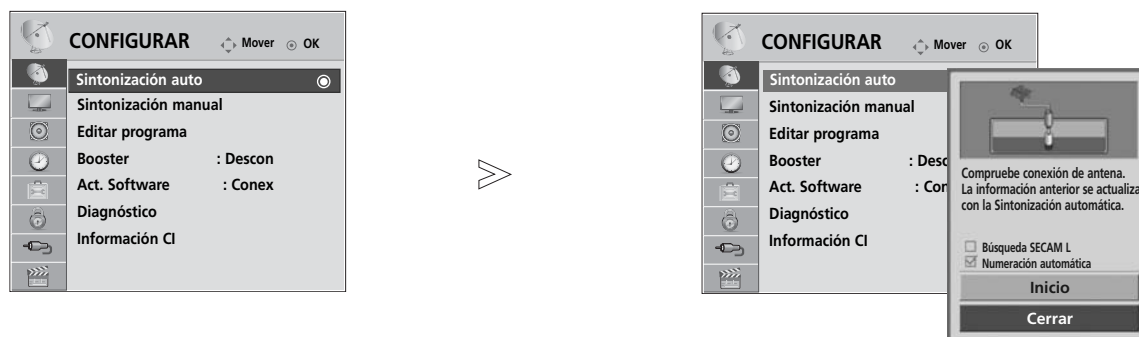 CONFIGURAR Mover OK
Sintonización auto
Sintonización manual
Editar programa
Booster : Descon
Act. Software : Conex
Diagnóstico
Información CI
CONFIGURAR Mover OK
Sintonización auto
Sintonización manual
Editar programa
Booster : Desc
Act. Software : Con
Diagnóstico
Información CI
Compruebe conexión de antena.
La información anterior se actualiza
con la Sintonización automática.
Búsqueda SECAM L
Numeración automática
Inicio
Cerrar